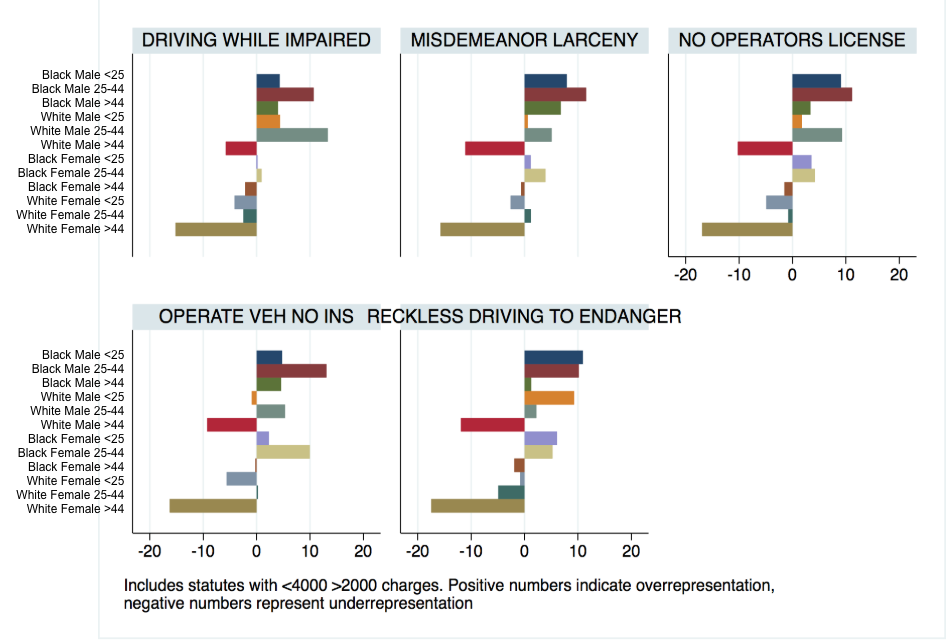 DRIVING WHILE IMPAIRED MISDEMEANOR LARCENY NO OPERATORS LICENSE
Black Male <25
Black Male 25-44
Black Male >44
White Male <25
White Male 25-44
White Male >44
Black Female <25
Black Female 25-44
Black Female >44
White Female <25
White Female 25-44
White Female >44
-20 -10 0 10 20
OPERATE VEH NO INS RECKLESS DRIVING TO ENDANGER
Black Male <25
Black Male 25-44
Black Male >44
White Male <25
White Male 25-44
White Male >44
Black Female <25
Black Female 25-44
Black Female >44
White Female <25
White Female 25-44
White Female >44
-20 -10 0 10 20 -20 -10 0 10 20
Includes statutes with <4000 >2000 charges. Positive numbers indicate overrepresentation,
negative numbers represent underrepresentation